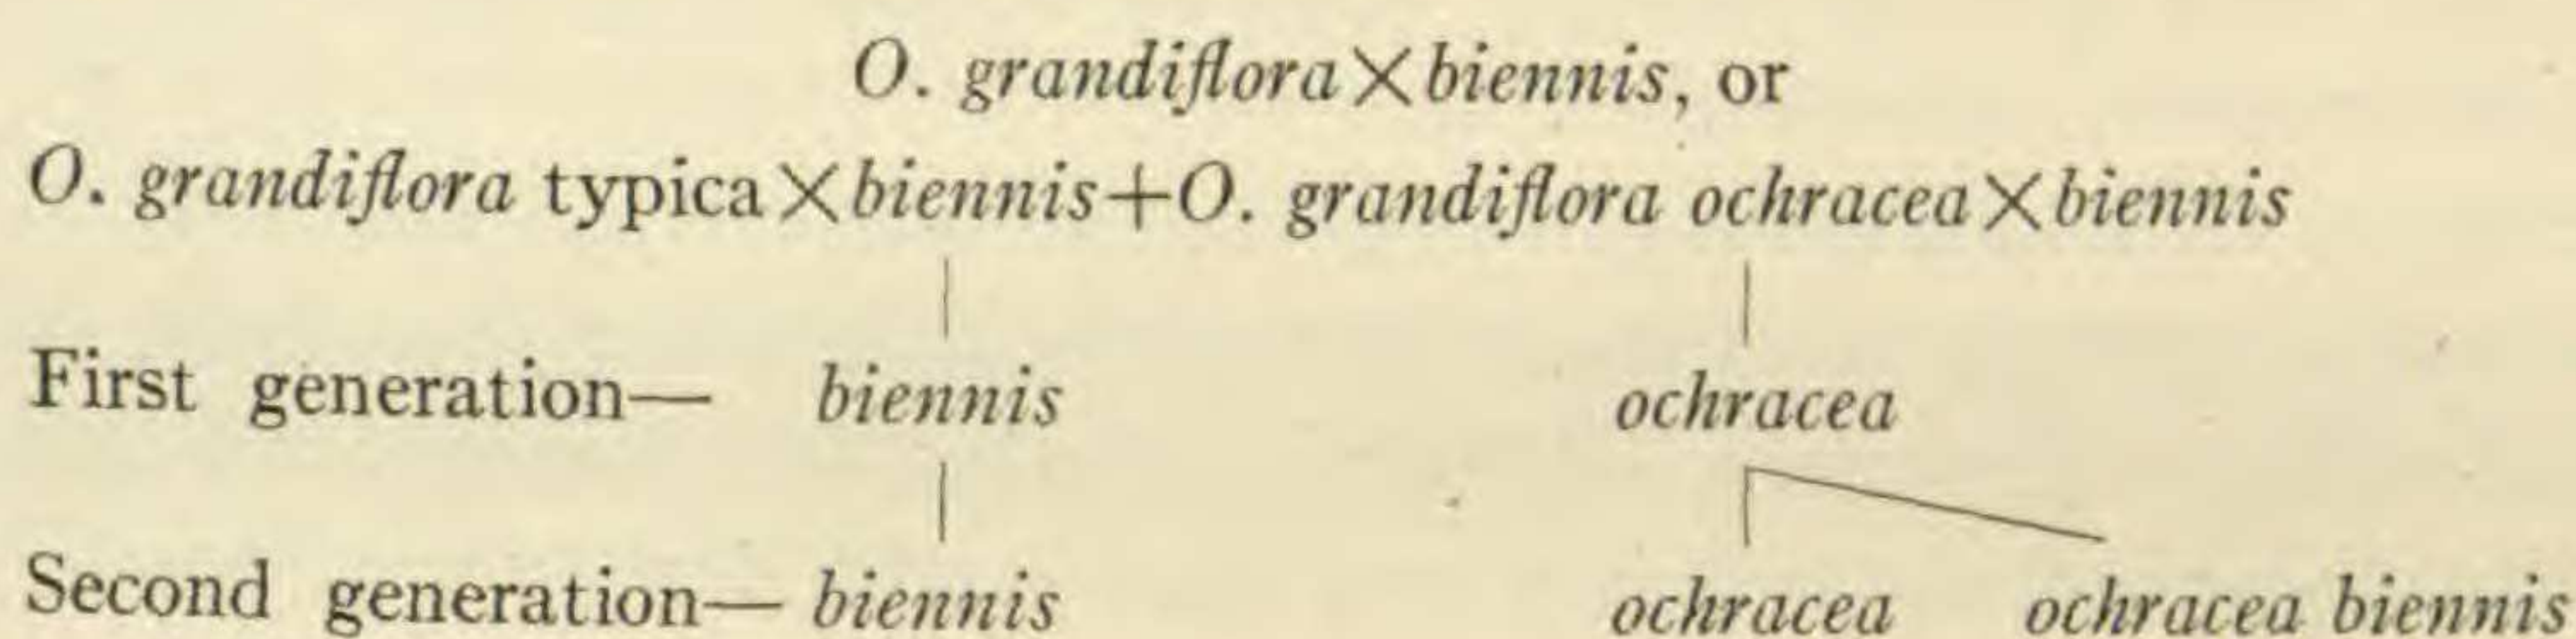 O. grandiflora×biennis, or
O. grandiflora typica×biennis+O. grandiflora ochracea×biennis
First generation— biennis ochracea
Second generation— biennis ochracea ochracea biennis